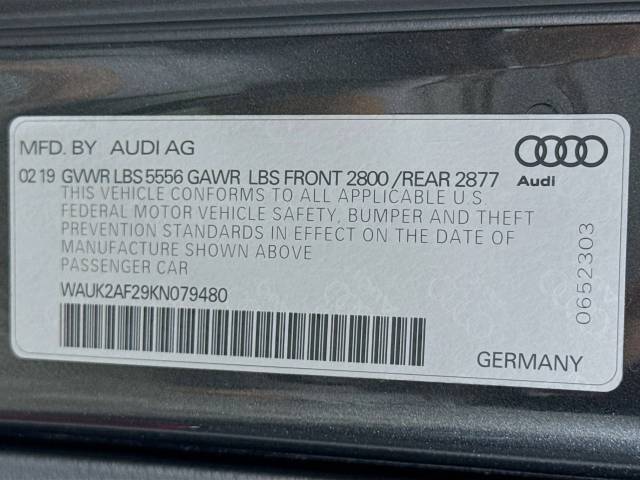 MFD. BY AUDI AG
02 19 GVWR LBS 5556 GAWR LBS FRONT 2800 /REAR 2877
THIS VEHICLE CONFORMS TO ALL APPLICABLE U.S.
FEDERAL MOTOR VEHICLE SAFETY, BUMPER AND THEFT
PREVENTION STANDARDS IN EFFECT ON THE DATE OF
MANUFACTURE SHOWN ABOVE
PASSENGER CAR
WAUK2AF29KN079480
Audi
0652303
GERMANY